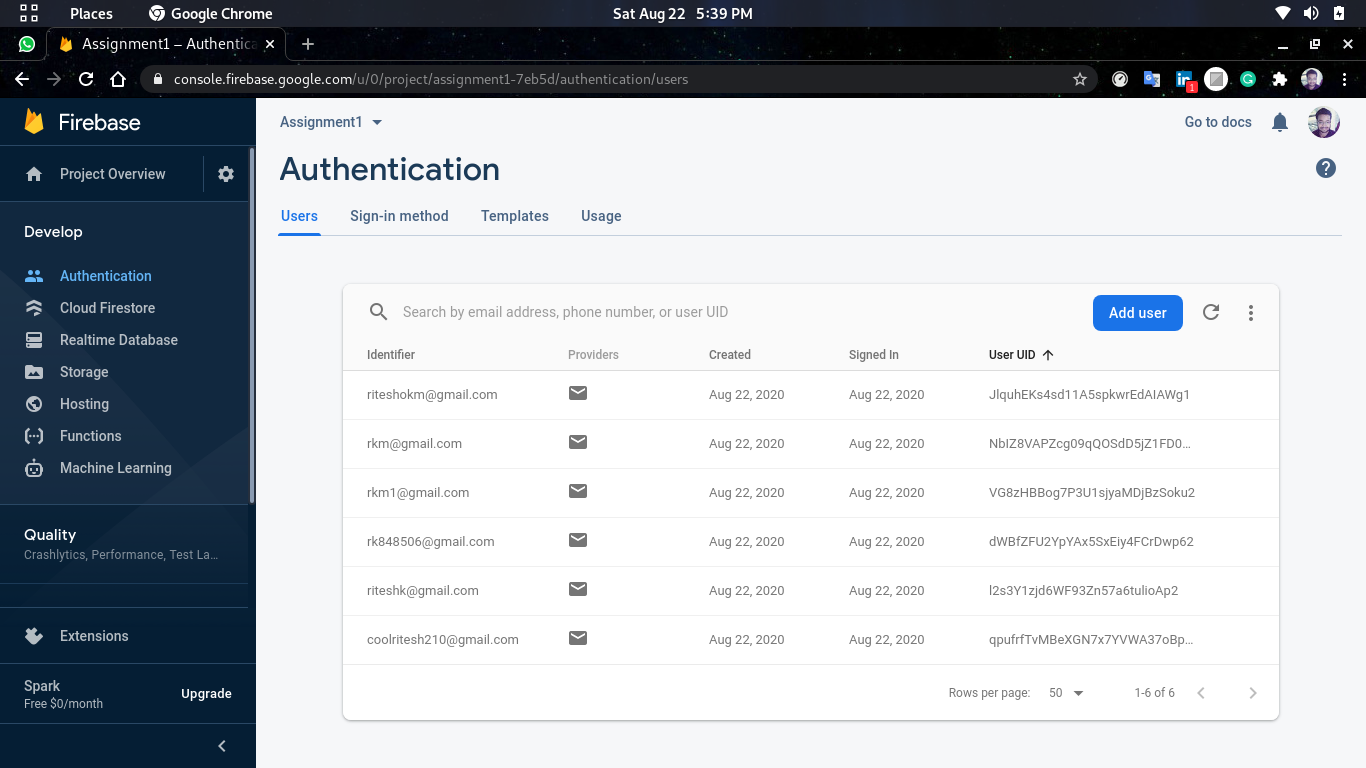 Places Google Chrome Sat Aug 22 5:39 PM
Assignment1 – Authentica
console.firebase.google.com/u/0/project/assignment1-7eb5d/authentication/users 1
Firebase
Project Overview
Develop
Authentication
Cloud Firestore
Realtime Database
Storage
Hosting
Functions
Machine Learning
Quality
Crashlytics, Performance, Test La...
Extensions
Spark
Free $0/month
Upgrade
Assignment1 Go to docs
Authentication
Users Sign-in method Templates Usage
Search by email address, phone number, or user UID Add user
Identifier Providers Created Signed In User UID
riteshokm@gmail.com Aug 22, 2020 Aug 22, 2020 JlquhEKs4sd11A5spkwrEdAIAWg1
rkm@gmail.com Aug 22, 2020 Aug 22, 2020 NbIZ8VAPZcg09qQOSdD5jZ1FD0...
rkm1@gmail.com Aug 22, 2020 Aug 22, 2020 VG8zHBBog7P3U1sjyaMDjBzSoku2
rk848506@gmail.com Aug 22, 2020 Aug 22, 2020 dWBfZFU2YpYAx5SxEiy4FCrDwp62
riteshk@gmail.com Aug 22, 2020 Aug 22, 2020 l2s3Y1zjd6WF93Zn57a6tulioAp2
coolritesh210@gmail.com Aug 22, 2020 Aug 22, 2020 qpufrfTvMBeXGN7x7YVWA37oBp...
Rows per page: 50 1-6 of 6